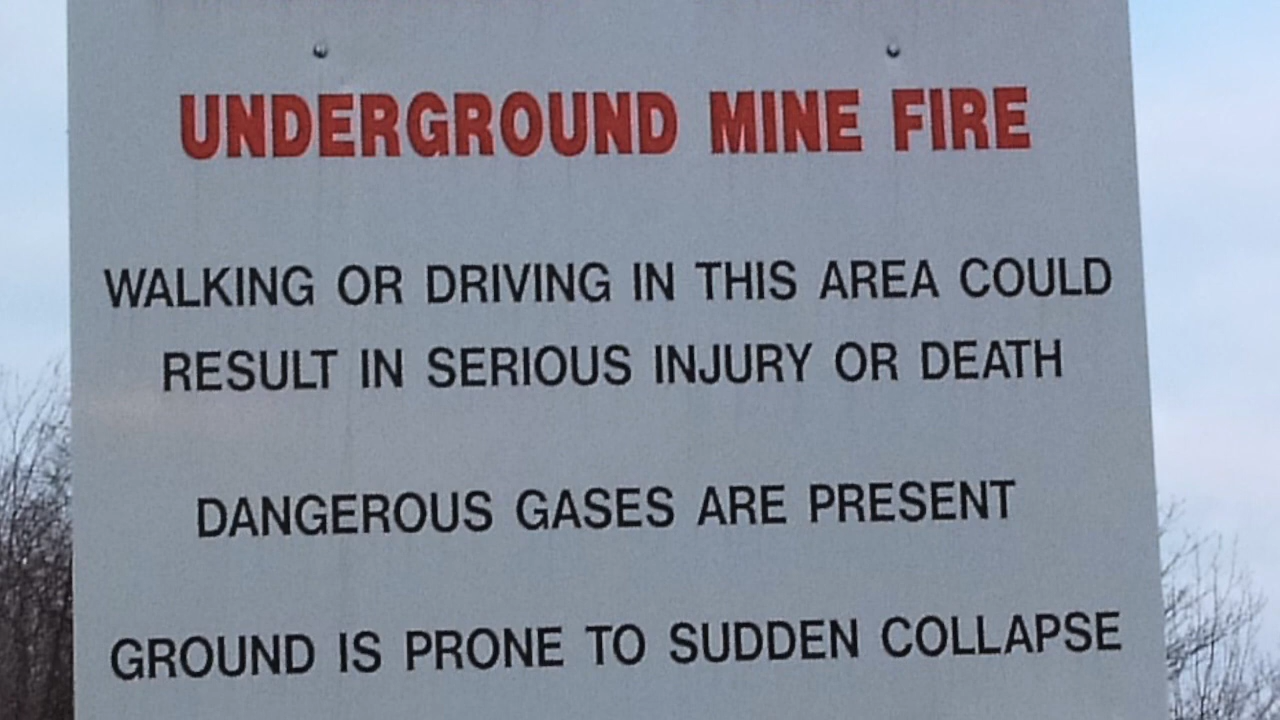 UNDERGROUND MINE FIRE
WALKING OR DRIVING IN THIS AREA COULD
RESULT IN SERIOUS INJURY OR DEATH
DANGEROUS GASES ARE PRESENT
GROUND IS PRONE TO SUDDEN COLLAPSE